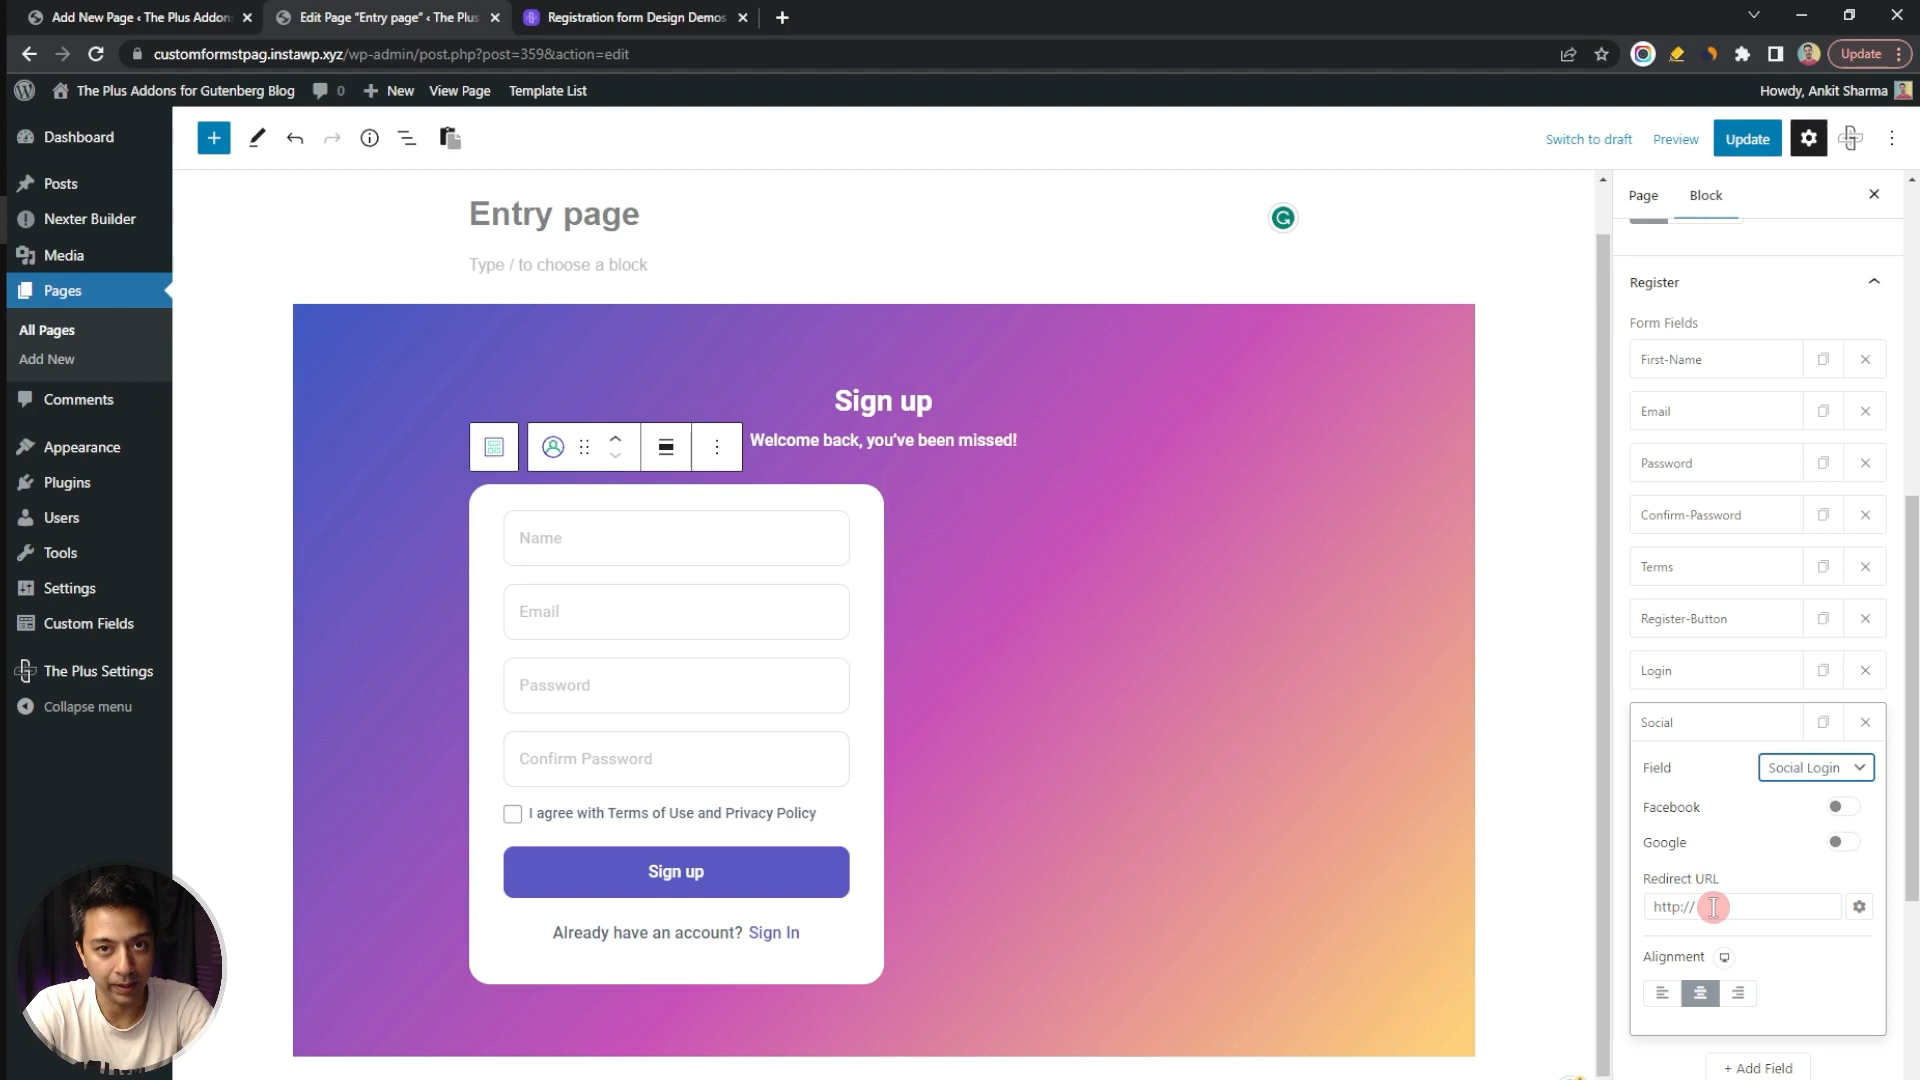 Add New Page ‹ The Plus Addons
Edit Page "Entry page" ‹ The Plus
Registration form Design Demos
customformstpag.instawp.xyz/wp-admin/post.php?post=359&action=edit
Update
The Plus Addons for Gutenberg Blog
0
New
View Page
Template List
Howdy, Ankit Sharma
Dashboard
Posts
Nexter Builder
Media
Pages
All Pages
Add New
Comments
Appearance
Plugins
Users
Tools
Settings
Custom Fields
The Plus Settings
Collapse menu
Switch to draft
Preview
Update
Entry page
Type / to choose a block
Sign up
Welcome back, you've been missed!
Name
Email
Password
Confirm Password
I agree with Terms of Use and Privacy Policy
Sign up
Already have an account? Sign In
Page
Block
Register
Form Fields
First-Name
Email
Password
Confirm-Password
Terms
Register-Button
Login
Social
Field
Social Login
Facebook
Google
Redirect URL
http://
Alignment
+ Add Field